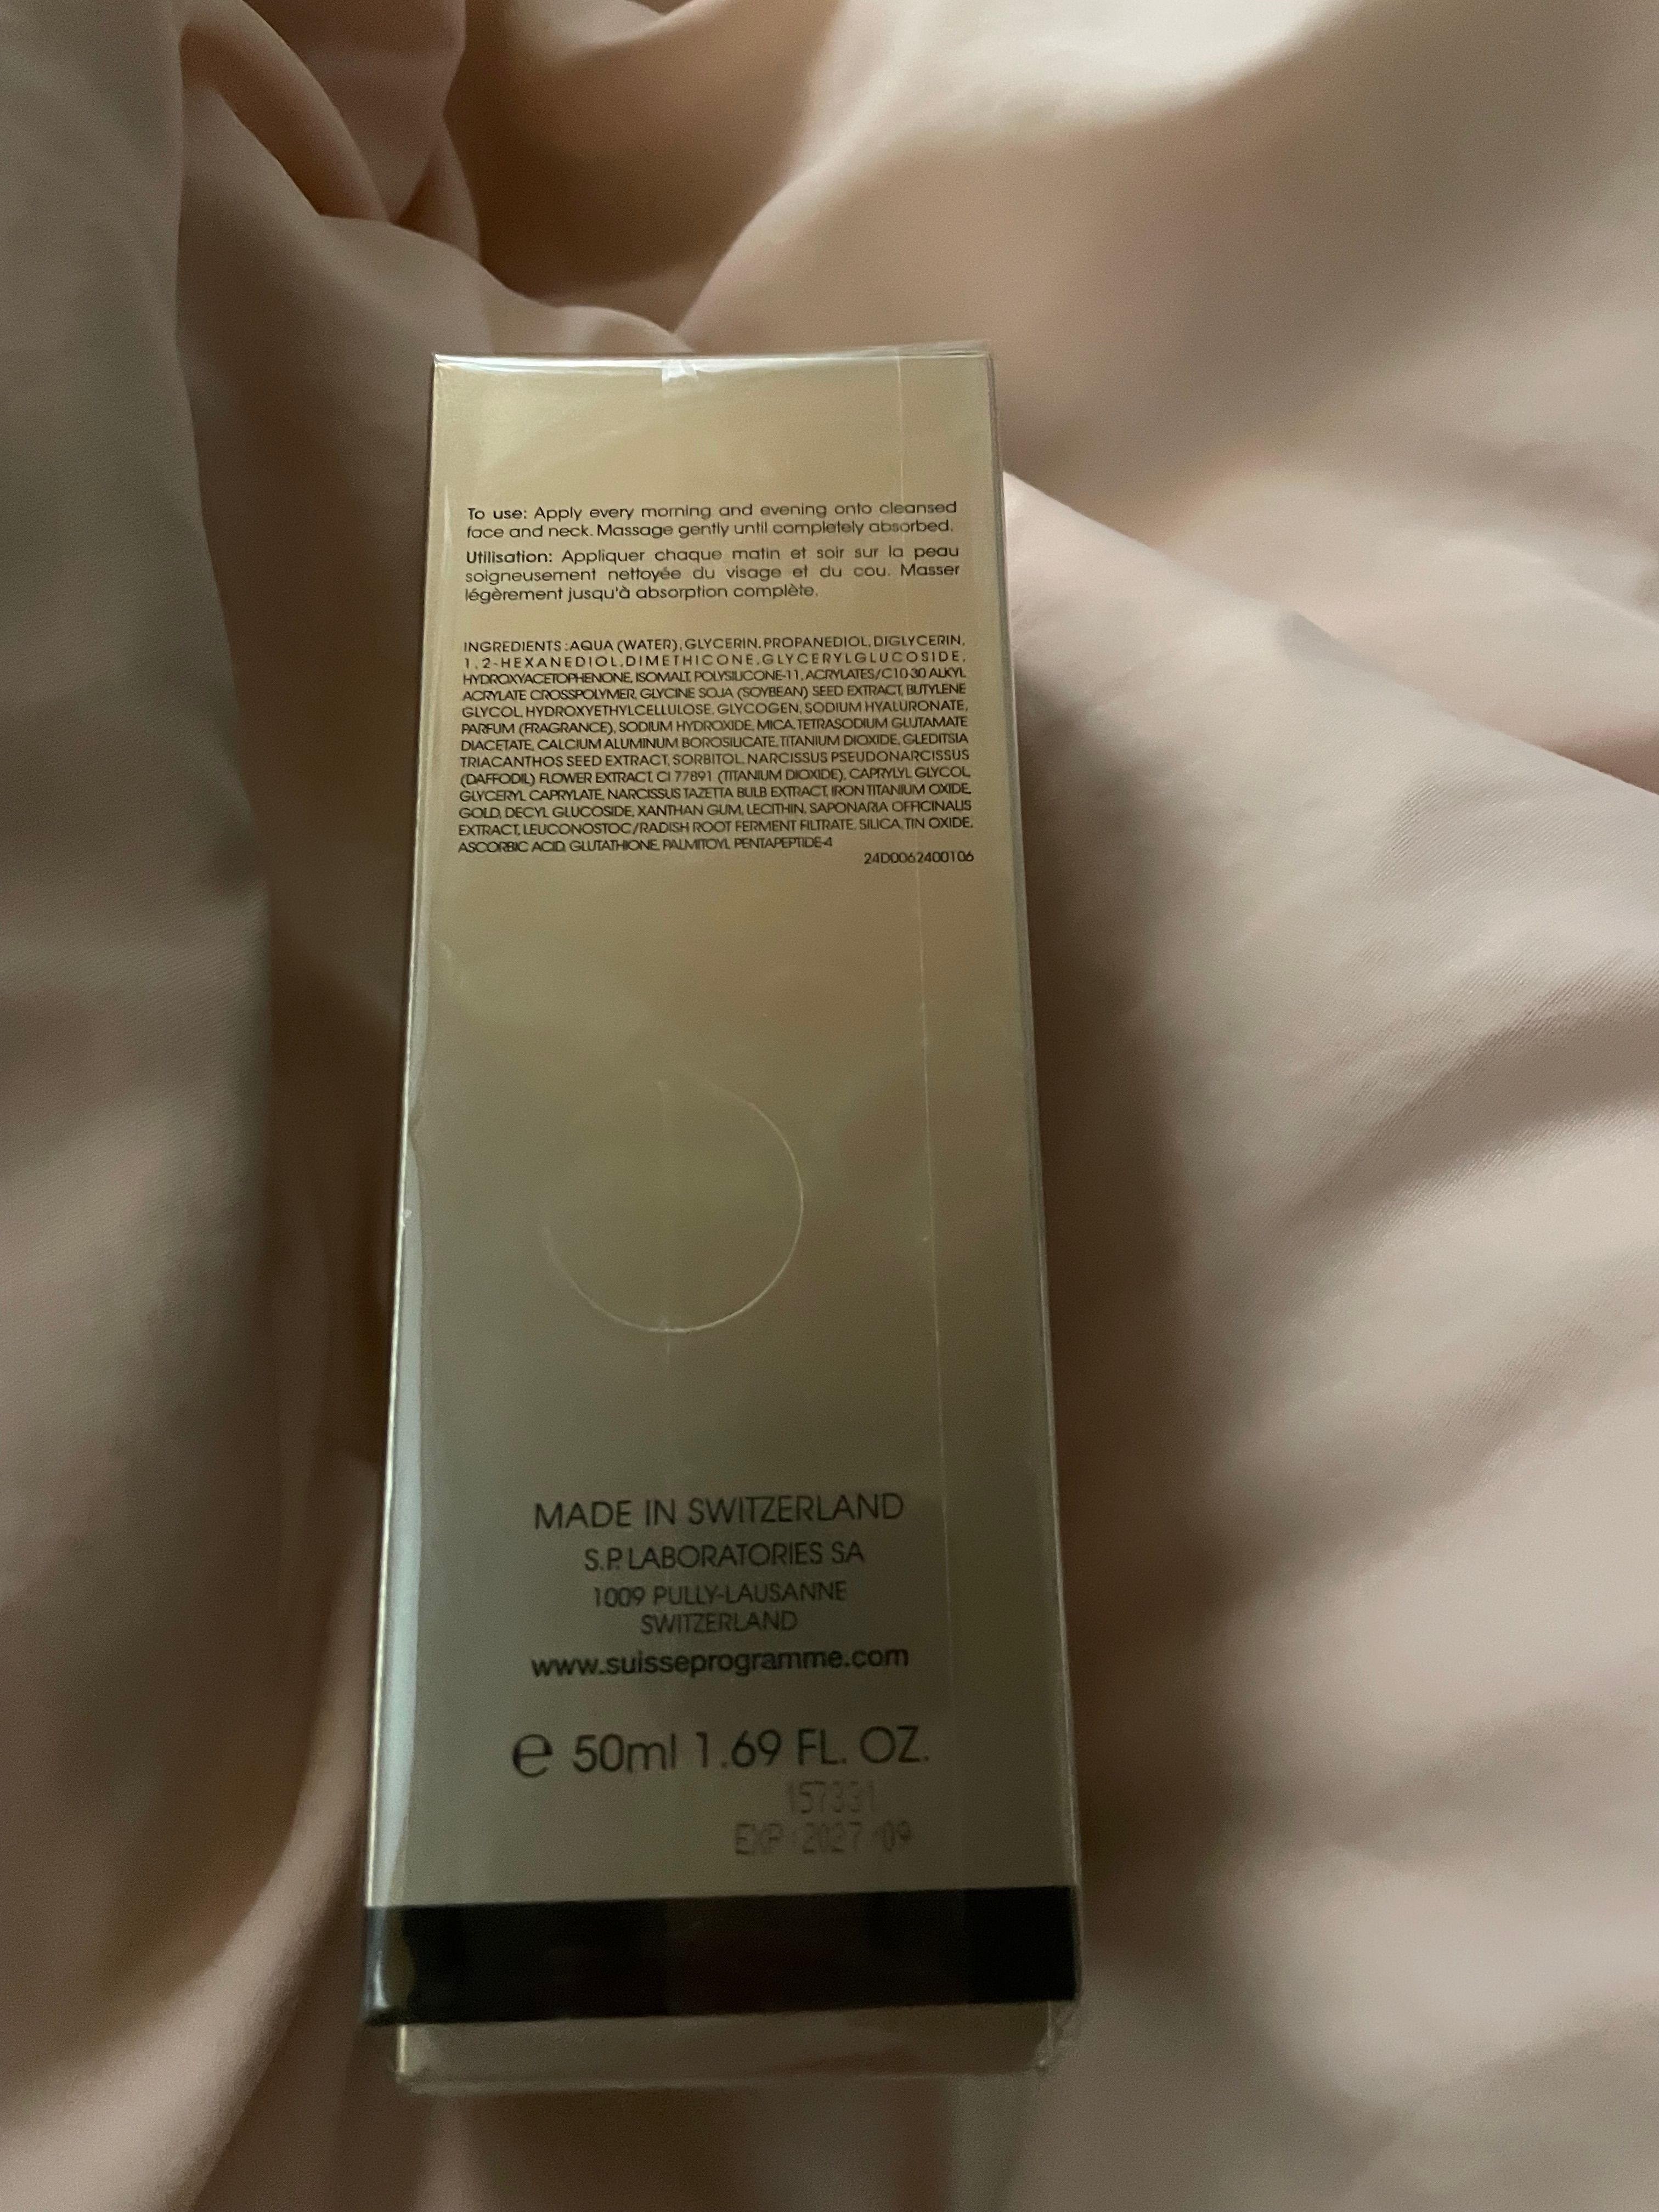 To use: Apply every morning and evening onto cleansed
face and neck. Massage gently until completely absorbed.
Utilisation: Appliquer chaque matin et soir sur la peau
soigneusement nettoyée du visage et du cou. Masser
légèrement jusqu'à absorption complète.
INGREDIENTS : AQUA (WATER), GLYCERIN, PROPANEDIOL, DIGLYCERIN,
1,2-HEXANEDIOL, DIMETHICONE, GLYCERYL GLUCOSIDE,
HYDROXYACETOPHENONE, ISOMALT, POLYSILICONE-11, ACRYLATES/C10-30 ALKYL
ACRYLATE CROSSPOLYMER, GLYCINE SOJA (SOYBEAN) SEED EXTRACT, BUTYLENE
GLYCOL, HYDROXYETHYLCELLULOSE, GLYCOGEN, SODIUM HYALURONATE,
PARFUM (FRAGRANCE), SODIUM HYDROXIDE, MICA, TETRASODIUM GLUTAMATE
DIACETATE, CALCIUM ALUMINUM BOROSILICATE, TITANIUM DIOXIDE, GLEDITSIA
TRIACANTHOS SEED EXTRACT, SORBITOL, NARCISSUS PSEUDONARCISSUS
(DAFFODIL) FLOWER EXTRACT, CI 77891 (TITANIUM DIOXIDE), CAPRYLYL GLYCOL,
GLYCERYL CAPRYLATE, NARCISSUS TAZETTA BULB EXTRACT, IRON TITANIUM OXIDE,
GOLD, DECYL GLUCOSIDE, XANTHAN GUM, LECITHIN, SAPONARIA OFFICINALIS
EXTRACT, LEUCONOSTOC/RADISH ROOT FERMENT FILTRATE, SILICA, TIN OXIDE,
ASCORBIC ACID, GLUTATHIONE, PALMITOYL PENTAPEPTIDE-4
24D0062400106
MADE IN SWITZERLAND
S.P. LABORATORIES SA
1009 PULLY-LAUSANNE
SWITZERLAND
www.suisseprogramme.com
e 50ml 1.69 FL. OZ.
157331
EXP : 2027 /09